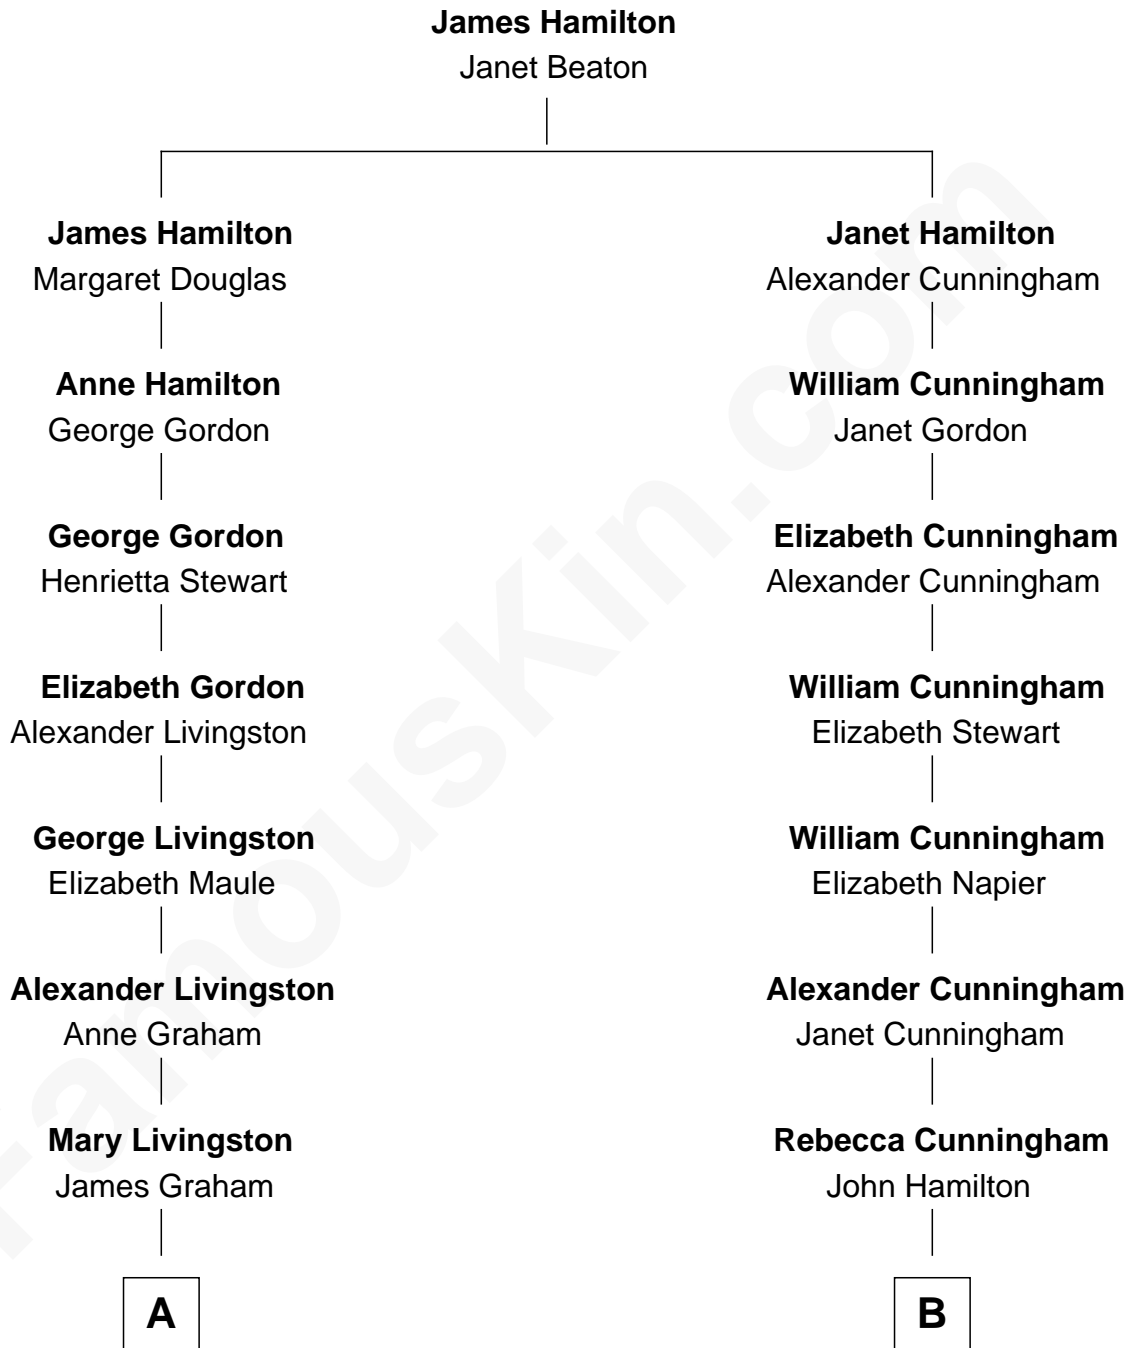 James Hamilton
Janet Beaton
James Hamilton
Margaret Douglas
Janet Hamilton
Alexander Cunningham
Anne Hamilton
George Gordon
William Cunningham
Janet Gordon
George Gordon
Henrietta Stewart
Elizabeth Cunningham
Alexander Cunningham
Elizabeth Gordon
Alexander Livingston
William Cunningham
Elizabeth Stewart
George Livingston
Elizabeth Maule
William Cunningham
Elizabeth Napier
Alexander Livingston
Anne Graham
Alexander Cunningham
Janet Cunningham
Mary Livingston
James Graham
Rebecca Cunningham
John Hamilton
A
B
FamousKin.com